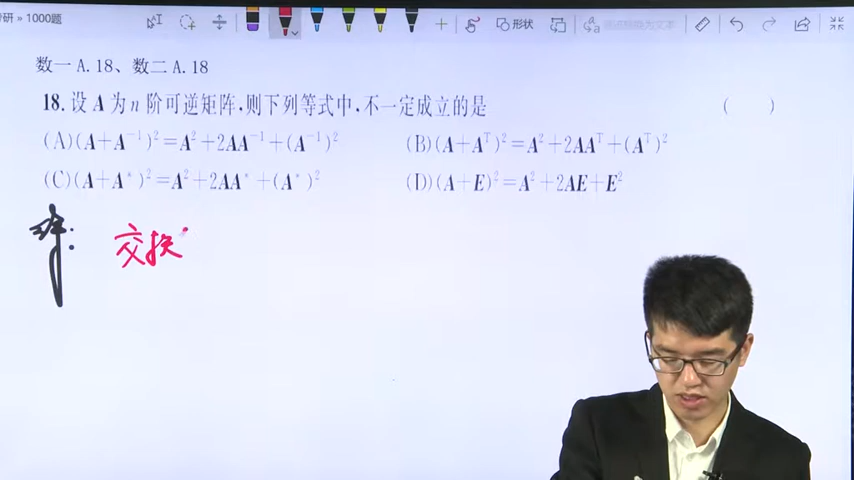 研 » 1000题
形状
数一 A.18、数二 A.18
18.设 A 为 n 阶可逆矩阵,则下列等式中,不一定成立的是 ( )
(A)(A+A⁻¹)²=A²+2AA⁻¹+(A⁻¹)² (B)(A+Aᵀ)²=A²+2AAᵀ+(Aᵀ)²
(C)(A+A*)²=A²+2AA*+(A*)² (D)(A+E)²=A²+2AE+E²
解: 交换